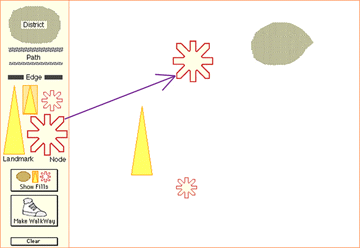 District
Path
Edge
Landmark Node
Show Fills
Make WalkWay
Clear